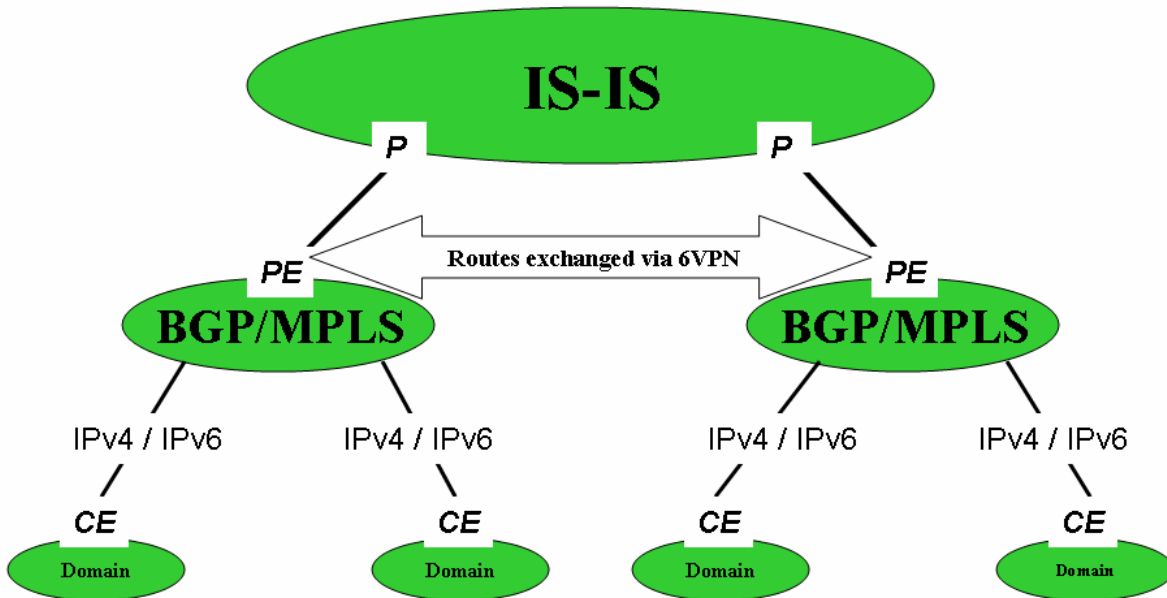 IS-IS
P
P
Routes exchanged via 6VPN
PE
PE
BGP/MPLS
BGP/MPLS
IPv4 / IPv6
IPv4 / IPv6
IPv4 / IPv6
IPv4 / IPv6
CE
CE
CE
CE
Domain
Domain
Domain
Domain